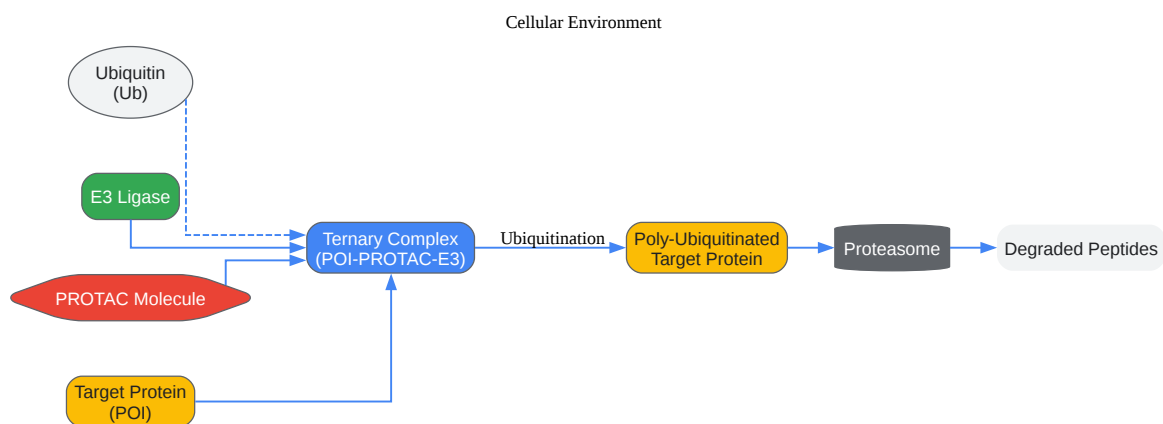 Cellular Environment
Ubiquitin
(Ub)
E3 Ligase
PROTAC Molecule
Target Protein
(POI)
Ternary Complex
(POI-PROTAC-E3)
Ubiquitination
Poly-Ubiquitinated
Target Protein
Proteasome
Degraded Peptides